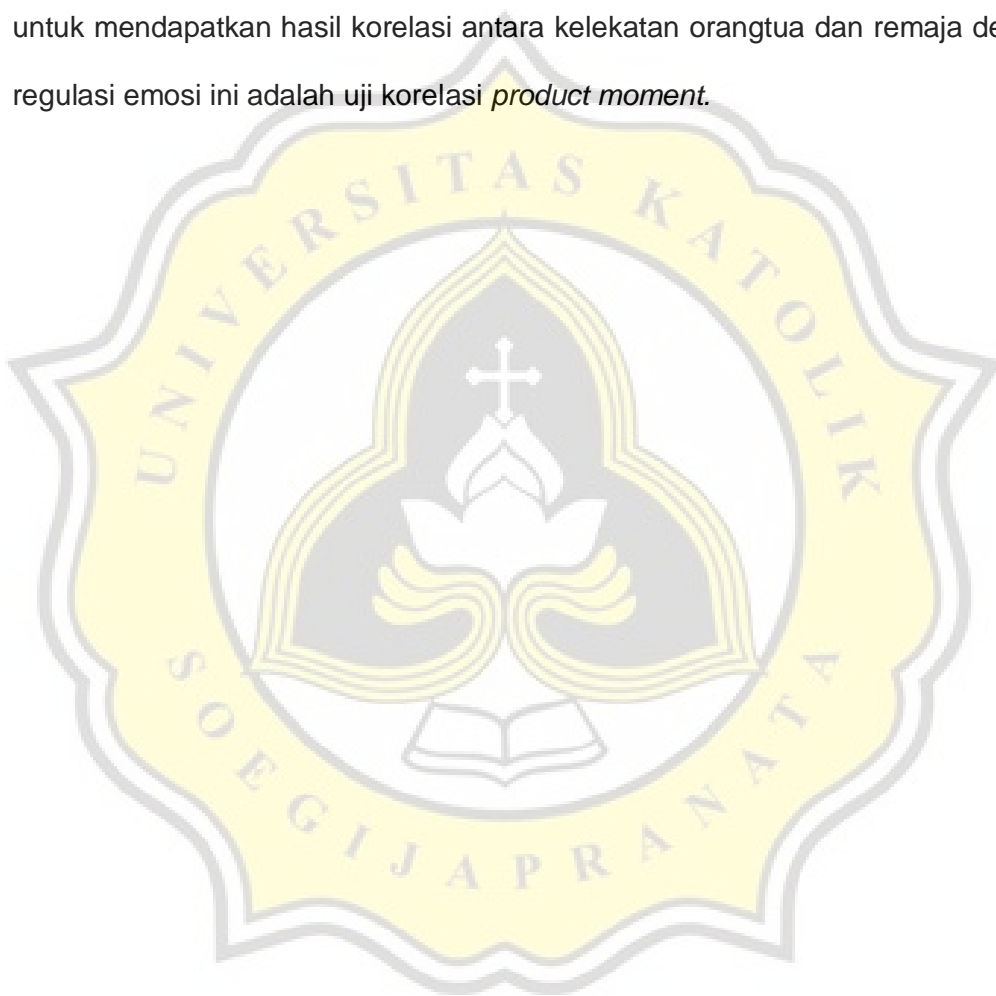 untuk mendapatkan hasil korelasi antara kelekatan orangtua dan remaja
regulasi emosi ini adalah uji korelasi product moment.
UNIVERSITAS KATOLIK
SOEGIJAPRANATA